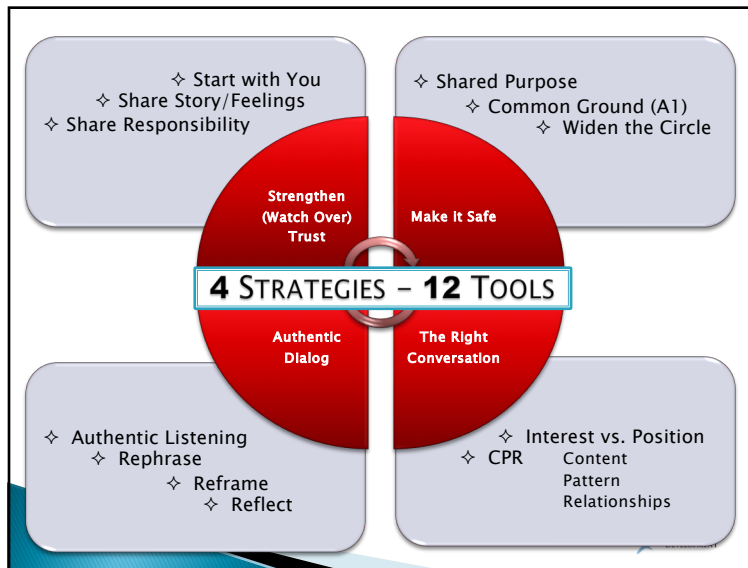 ✧ Start with You
✧ Share Story/Feelings
✧ Share Responsibility
✧ Shared Purpose
✧ Common Ground (A1)
✧ Widen the Circle
Strengthen
(Watch Over)
Trust
Make it Safe
4 STRATEGIES – 12 TOOLS
Authentic
Dialog
The Right
Conversation
✧ Authentic Listening
✧ Rephrase
✧ Reframe
✧ Reflect
✧ Interest vs. Position
✧ CPR Content
Pattern
Relationships